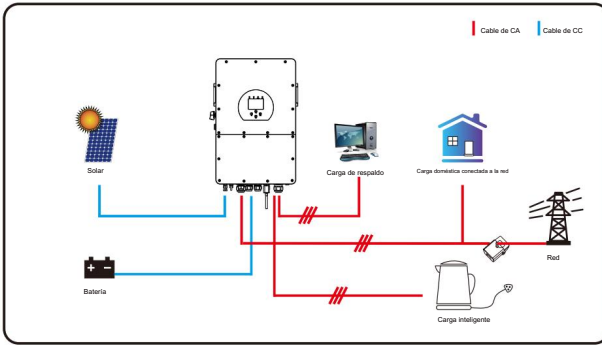 Cable de CA
Cable de CC
Solar
Carga de respaldo
Carga doméstica conectada a la red
Red
Batería
Carga inteligente